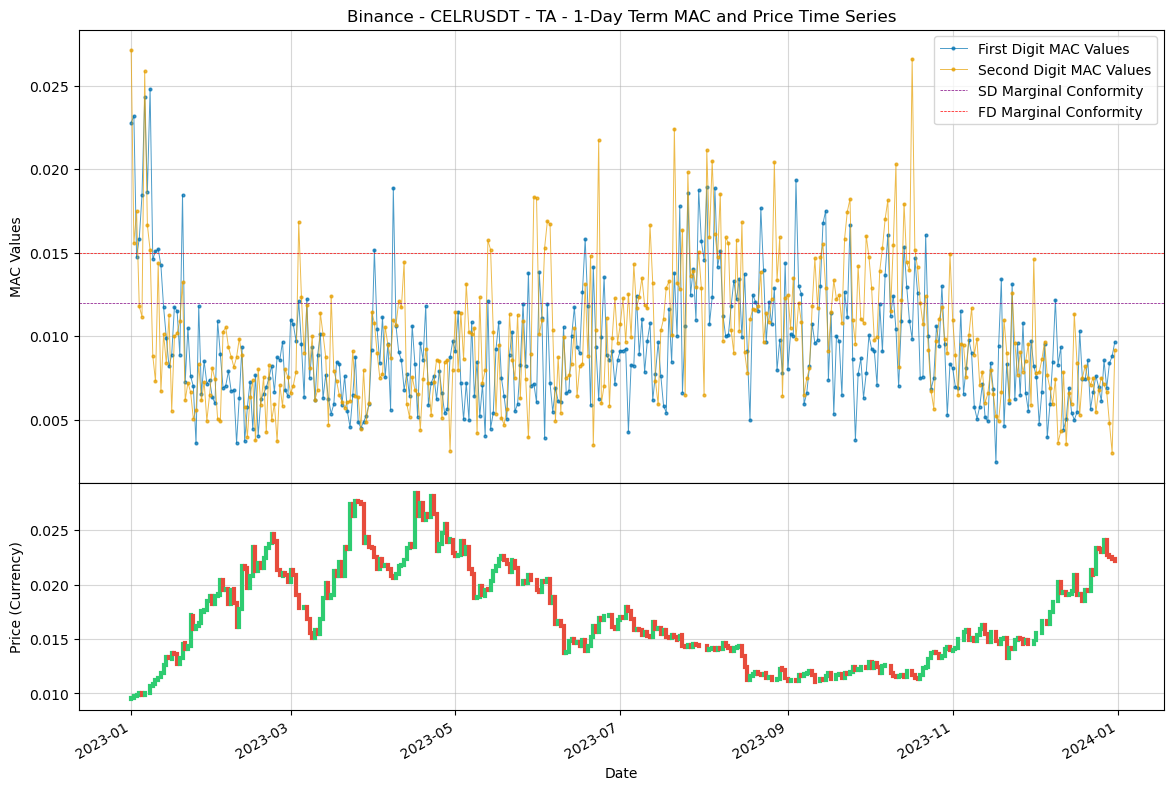 Binance - CELRUSDT - TA - 1-Day Term MAC and Price Time Series
First Digit MAC Values
Second Digit MAC Values
SD Marginal Conformity
FD Marginal Conformity
MAC Values
0.025
0.020
0.015
0.010
0.005
Price (Currency)
0.025
0.020
0.015
0.010
2023-01
2023-03
2023-05
2023-07
2023-09
2023-11
2024-01
Date